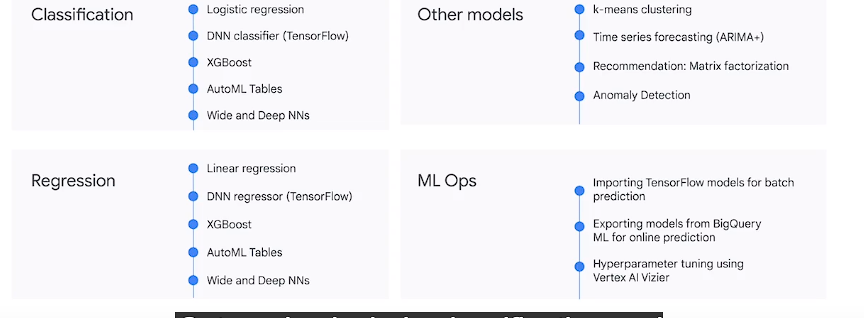 Classification
Logistic regression
DNN classifier (TensorFlow)
XGBoost
AutoML Tables
Wide and Deep NNs
Other models
k-means clustering
Time series forecasting (ARIMA+)
Recommendation: Matrix factorization
Anomaly Detection
Regression
Linear regression
DNN regressor (TensorFlow)
XGBoost
AutoML Tables
Wide and Deep NNs
ML Ops
Importing TensorFlow models for batch
prediction
Exporting models from BigQuery
ML for online prediction
Hyperparameter tuning using
Vertex AI Vizier